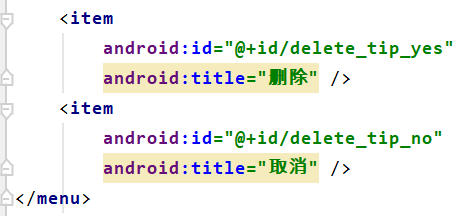 <item
android:id="@+id/delete_tip_yes"
android:title="删除" />
<item
android:id="@+id/delete_tip_no"
android:title="取消" />
</menu>